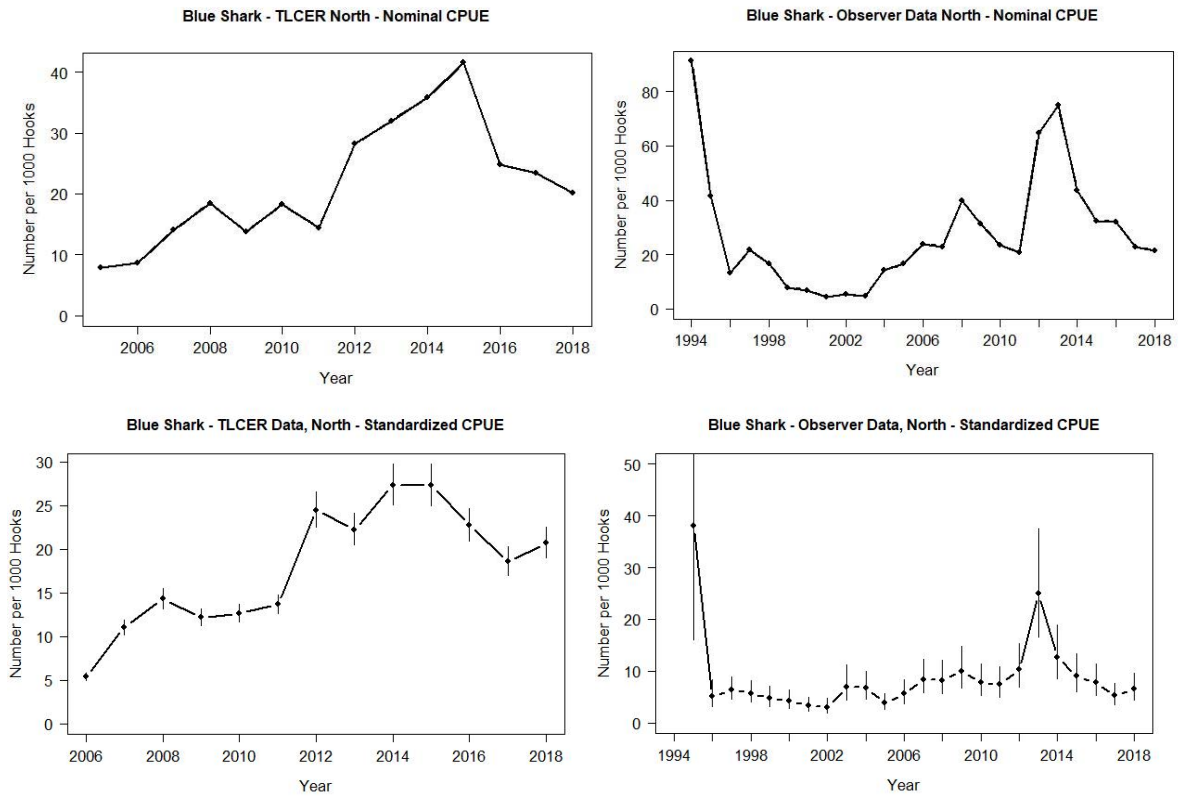 Blue Shark - TLCER North - Nominal CPUE
Number per 1000 Hooks
40
30
20
10
0
2006 2008 2010 2012 2014 2016 2018
Year
Blue Shark - Observer Data North - Nominal CPUE
Number per 1000 Hooks
80
60
40
20
0
1994 1998 2002 2006 2010 2014 2018
Year
Blue Shark - TLCER Data, North - Standardized CPUE
Number per 1000 Hooks
30
25
20
15
10
5
0
2006 2008 2010 2012 2014 2016 2018
Year
Blue Shark - Observer Data, North - Standardized CPUE
Number per 1000 Hooks
50
40
30
20
10
0
1994 1998 2002 2006 2010 2014 2018
Year